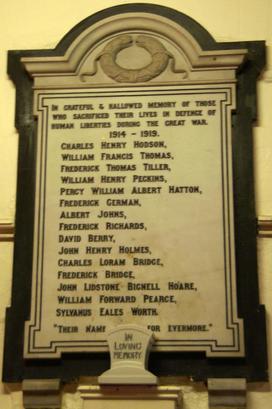 IN GRATEFUL & HALLOWED MEMORY OF THOSE
WHO SACRIFICED THEIR LIVES IN DEFENCE OF
HUMAN LIBERTIES DURING THE GREAT WAR.
1914 - 1919.
CHARLES HENRY HODSON,
WILLIAM FRANCIS THOMAS,
FREDERICK THOMAS TILLER,
WILLIAM HENRY PECKINS,
PERCY WILLIAM ALBERT HATTON,
FREDERICK GERMAN,
ALBERT JOHNS,
FREDERICK RICHARDS,
DAVID BERRY,
JOHN HENRY HOLMES,
CHARLES LORAM BRIDGE,
FREDERICK BRIDGE,
JOHN LIDSTONE BIGNELL HOARE,
WILLIAM FORWARD PEARCE,
SYLVANUS EALES WORTH.
"THEIR NAME FOR EVERMORE."
IN
LOVING
MEMORY